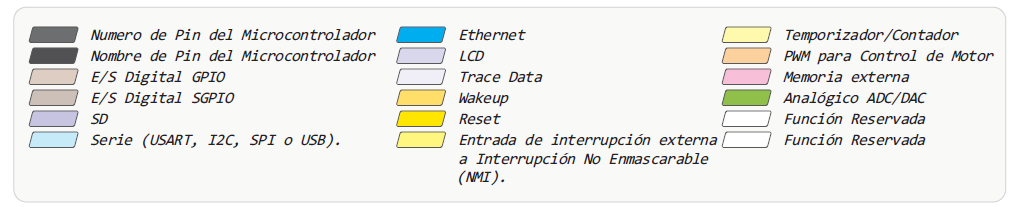 Numero de Pin del Microcontrolador
Nombre de Pin del Microcontrolador
E/S Digital GPIO
E/S Digital SGPIO
SD
Serie (USART, I2C, SPI o USB).
Ethernet
LCD
Trace Data
Wakeup
Reset
Entrada de interrupción externa
a Interrupción No Enmascarable
(NMI).
Temporizador/Contador
PWM para Control de Motor
Memoria externa
Analógico ADC/DAC
Función Reservada
Función Reservada